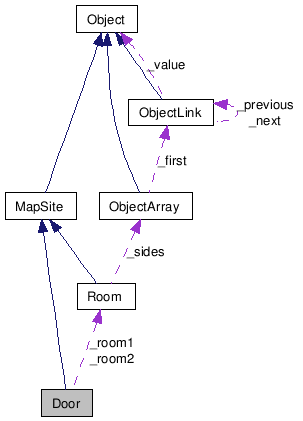 Object
_value
ObjectLink
_previous
_next
_first
MapSite
ObjectArray
_sides
Room
_room1
_room2
Door